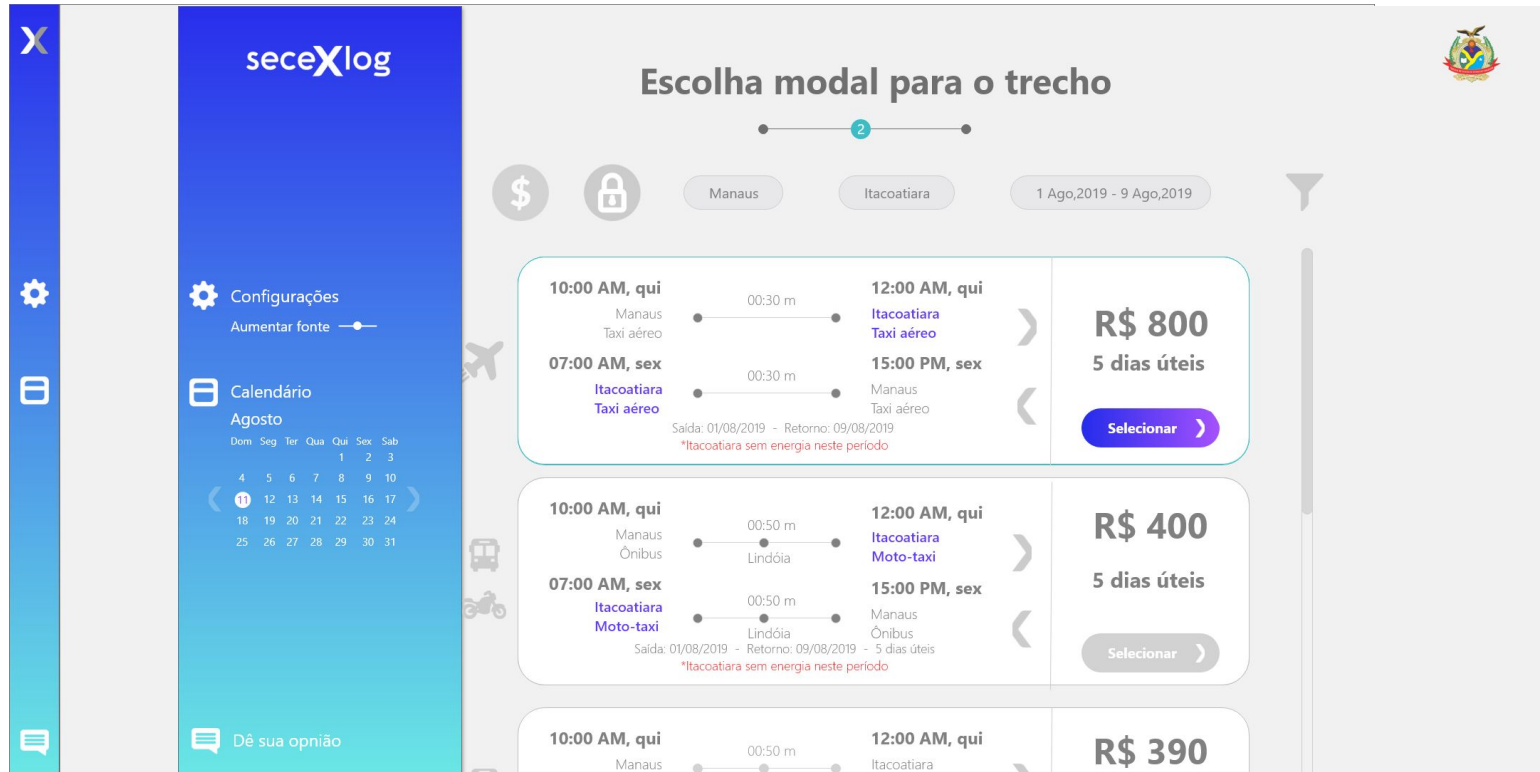 X
seceXlog
Configurações
Aumentar fonte
Calendário
Agosto
Dom Seg Ter Qua Qui Sex Sab
1 2 3
4 5 6 7 8 9 10
11 12 13 14 15 16 17
18 19 20 21 22 23 24
25 26 27 28 29 30 31
Dê sua opnião
Escolha modal para o trecho
2
$
Manaus
Itacoatiara
1 Ago,2019 - 9 Ago,2019
10:00 AM, qui
Manaus
Taxi aéreo
00:30 m
12:00 AM, qui
Itacoatiara
Taxi aéreo
07:00 AM, sex
Itacoatiara
Taxi aéreo
00:30 m
15:00 PM, sex
Manaus
Taxi aéreo
Saída: 01/08/2019 - Retorno: 09/08/2019
*Itacoatiara sem energia neste período
R$ 800
5 dias úteis
Selecionar
10:00 AM, qui
Manaus
Ônibus
00:50 m
Lindóia
12:00 AM, qui
Itacoatiara
Moto-taxi
07:00 AM, sex
Itacoatiara
Moto-taxi
00:50 m
Lindóia
15:00 PM, sex
Manaus
Ônibus
Saída: 01/08/2019 - Retorno: 09/08/2019 - 5 dias úteis
*Itacoatiara sem energia neste período
R$ 400
5 dias úteis
Selecionar
10:00 AM, qui
Manaus
00:50 m
12:00 AM, qui
Itacoatiara
R$ 390